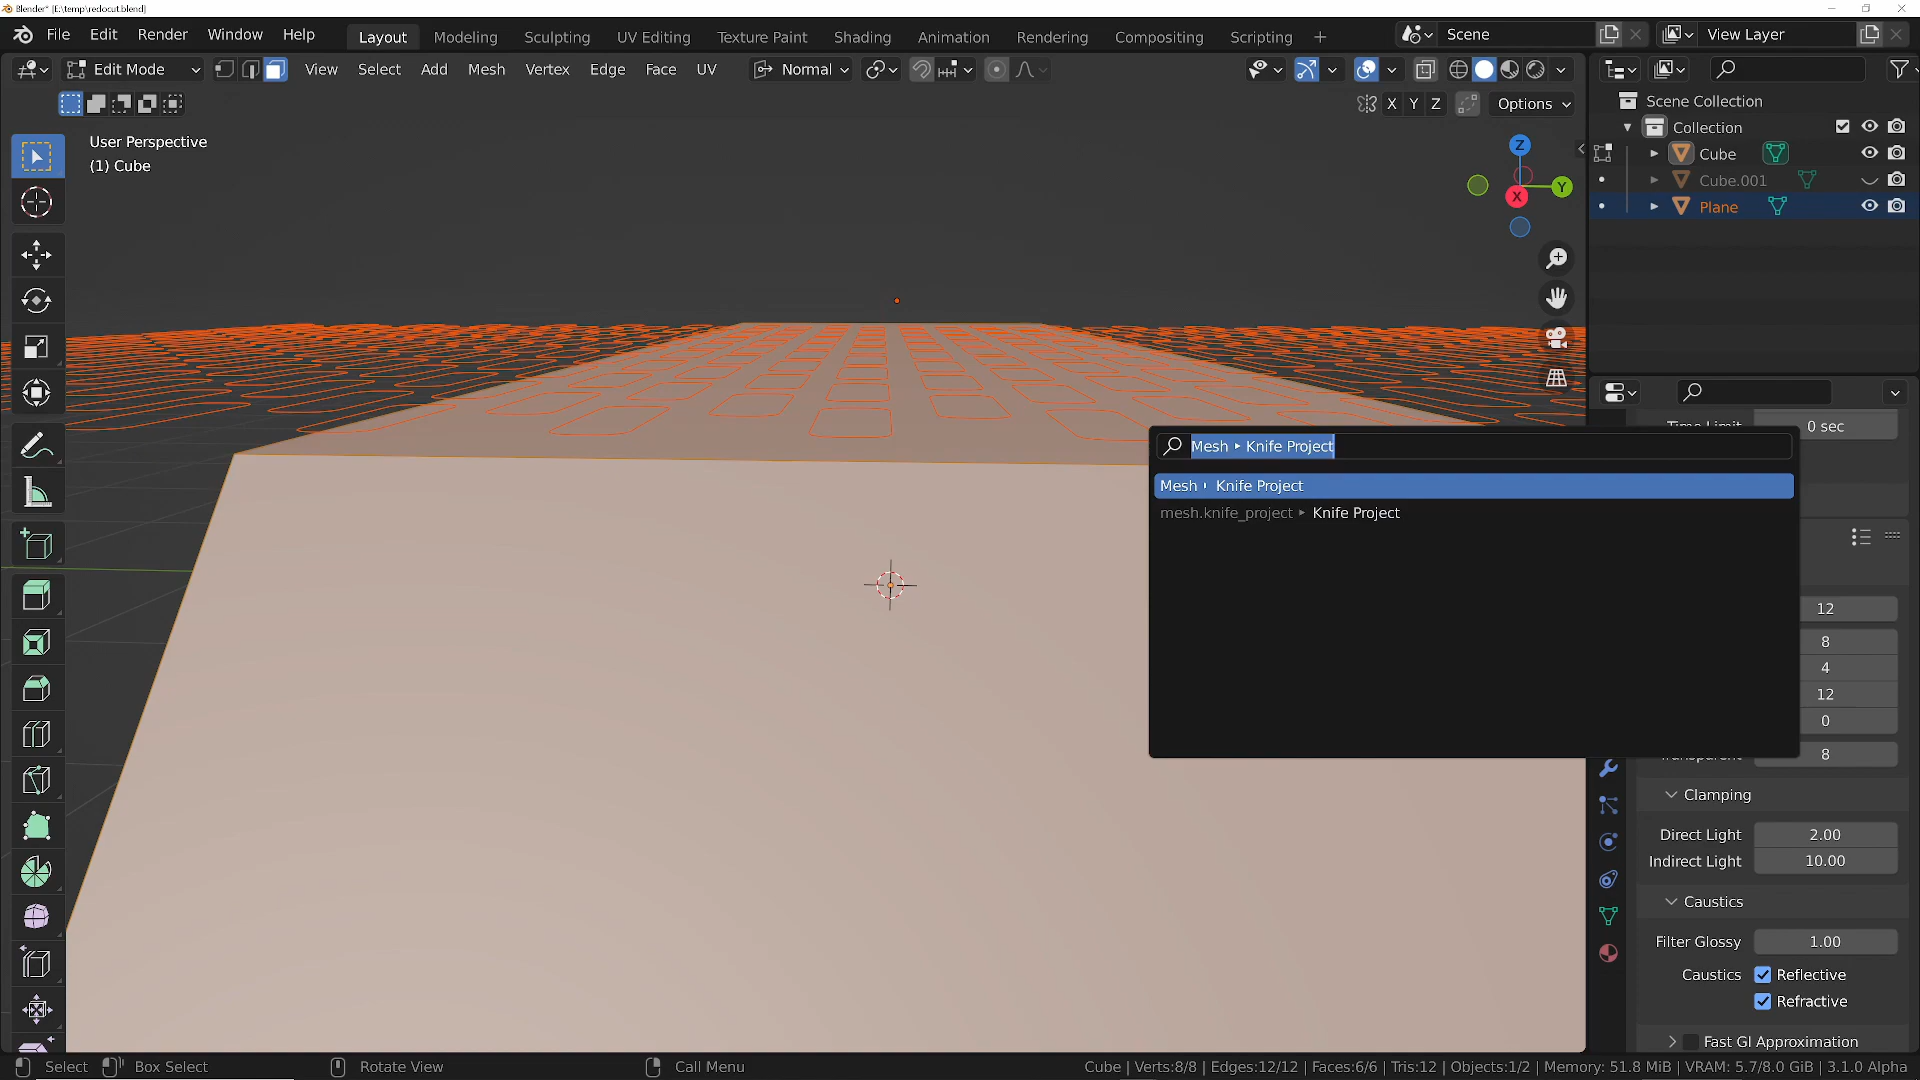 Blender* [E:\temp\redocut.blend]
File Edit Render Window Help Layout Modeling Sculpting UV Editing Texture Paint Shading Animation Rendering Compositing Scripting + Scene View Layer
Edit Mode View Select Add Mesh Vertex Edge Face UV Normal
X Y Z Options
User Perspective
(1) Cube
Z
Y
X
Scene Collection
Collection
Cube
Cube.001
Plane
0 sec
Mesh ▸ Knife Project
Mesh ▸ Knife Project
mesh.knife_project ▸ Knife Project
12
8
4
12
0
8
Clamping
Direct Light 2.00
Indirect Light 10.00
Caustics
Filter Glossy 1.00
Caustics Reflective
Refractive
Fast GI Approximation
Select Box Select Rotate View Call Menu Cube | Verts:8/8 | Edges:12/12 | Faces:6/6 | Tris:12 | Objects:1/2 | Memory: 51.8 MiB | VRAM: 5.7/8.0 GiB | 3.1.0 Alpha